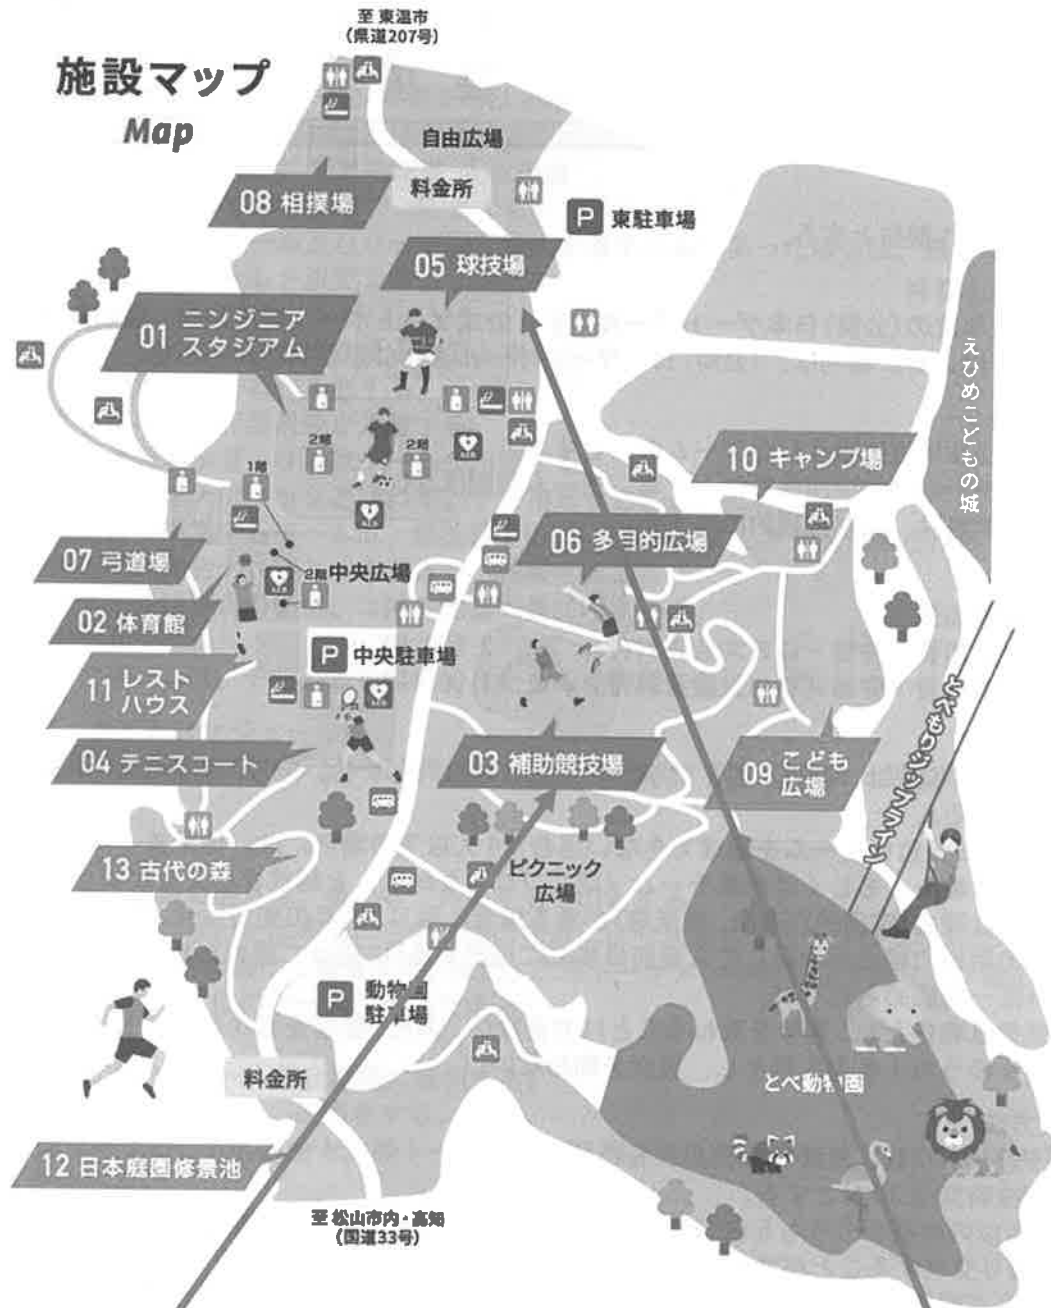 至 東温市
(県道207号)
施設マップ
Map
自由広場
08 相撲場
料金所
P 東駐車場
05 球技場
01 ニンジニア
スタジアム
えひめこどもの城
2階
2階
1階
10 キャンプ場
06 多目的広場
07 弓道場
2階
中央広場
02 体育館
P 中央駐車場
11 レスト
ハウス
とべもりジップライン
04 テニスコート
03 補助競技場
09 こども
広場
13 古代の森
ピクニック
広場
P 動物園
駐車場
料金所
とべ動物園
12 日本庭園修景池
至 松山市内・高知
(国道33号)